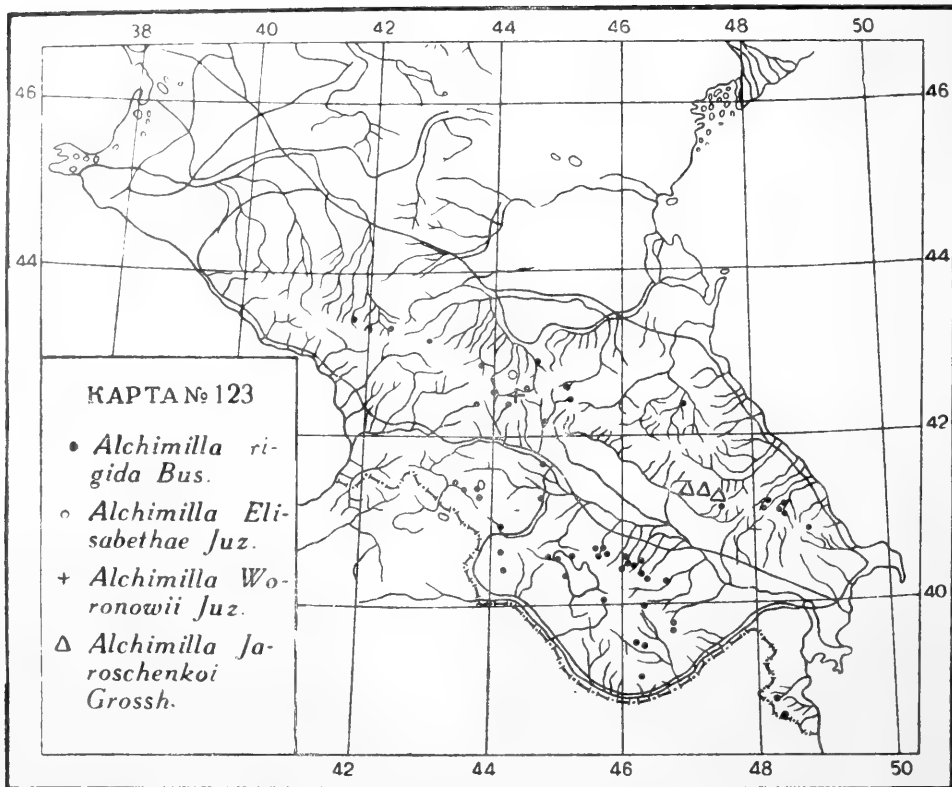 38 40 42 44 46 48 50
46 46
44 44
42
40
КАРТА № 123
Alchimilla ri-
gida Bus.
Alchimilla Eli-
sabethae Juz.
Alchimilla Wo-
ronowii Juz.
Alchimilla Ja-
roschenkoi
Grossh.
42 44 46 48 50